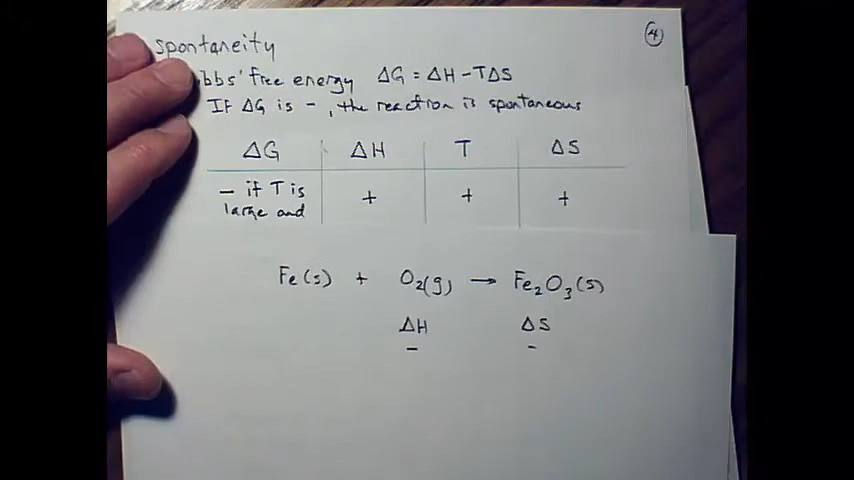 spontaneity
④
bbs' free energy ΔG = ΔH - TΔS
If ΔG is - , the reaction is spontaneous
ΔG ΔH T ΔS
- if T is large and + + +
Fe(s) + O₂(g) → Fe₂O₃(s)
ΔH ΔS
- -